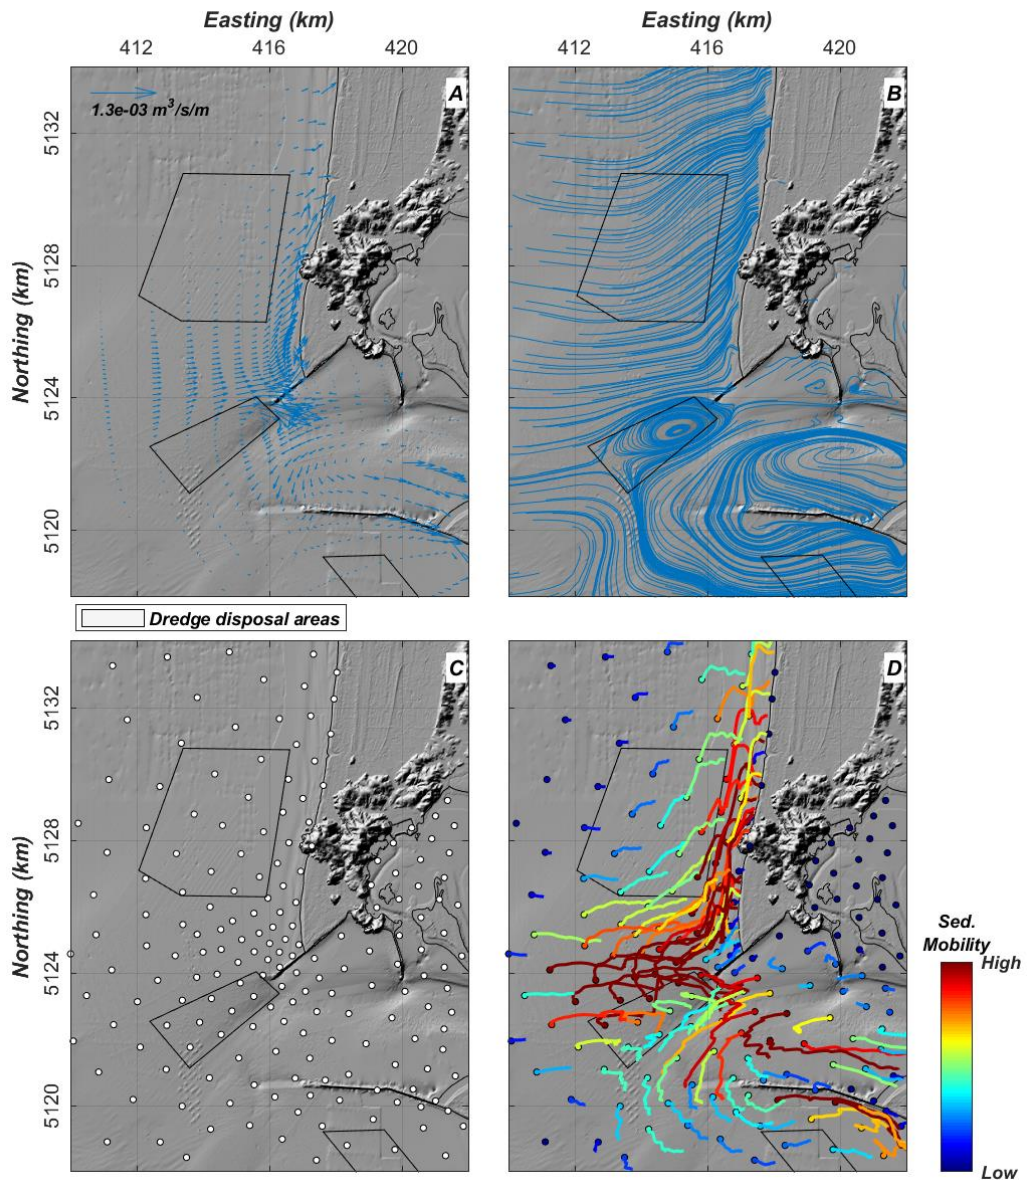 Easting (km)
Easting (km)
412
416
420
412
416
420
A
B
1.3e-03 m³/s/m
Northing (km)
5132
5128
5124
5120
Dredge disposal areas
C
D
Northing (km)
5132
5128
5124
5120
Sed.
Mobility
High
Low